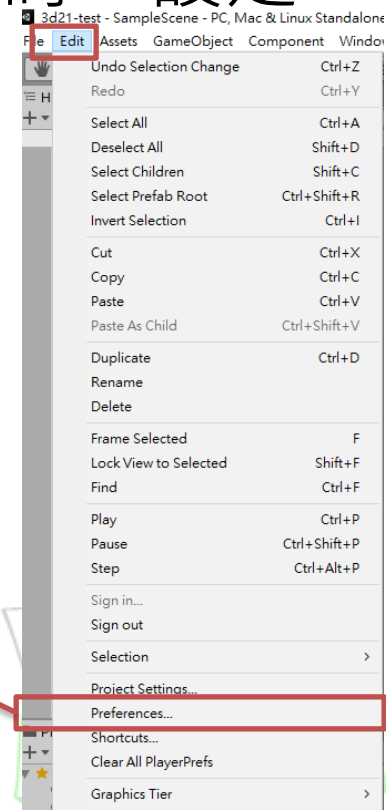 設定
3d21-test - SampleScene - PC, Mac & Linux Standalone
File Edit Assets GameObject Component Windo
Undo Selection Change Ctrl+Z
Redo Ctrl+Y
Select All Ctrl+A
Deselect All Shift+D
Select Children Shift+C
Select Prefab Root Ctrl+Shift+R
Invert Selection Ctrl+I
Cut Ctrl+X
Copy Ctrl+C
Paste Ctrl+V
Paste As Child Ctrl+Shift+V
Duplicate Ctrl+D
Rename
Delete
Frame Selected F
Lock View to Selected Shift+F
Find Ctrl+F
Play Ctrl+P
Pause Ctrl+Shift+P
Step Ctrl+Alt+P
Sign in...
Sign out
Selection >
Project Settings...
Preferences...
Shortcuts...
Clear All PlayerPrefs
Graphics Tier >